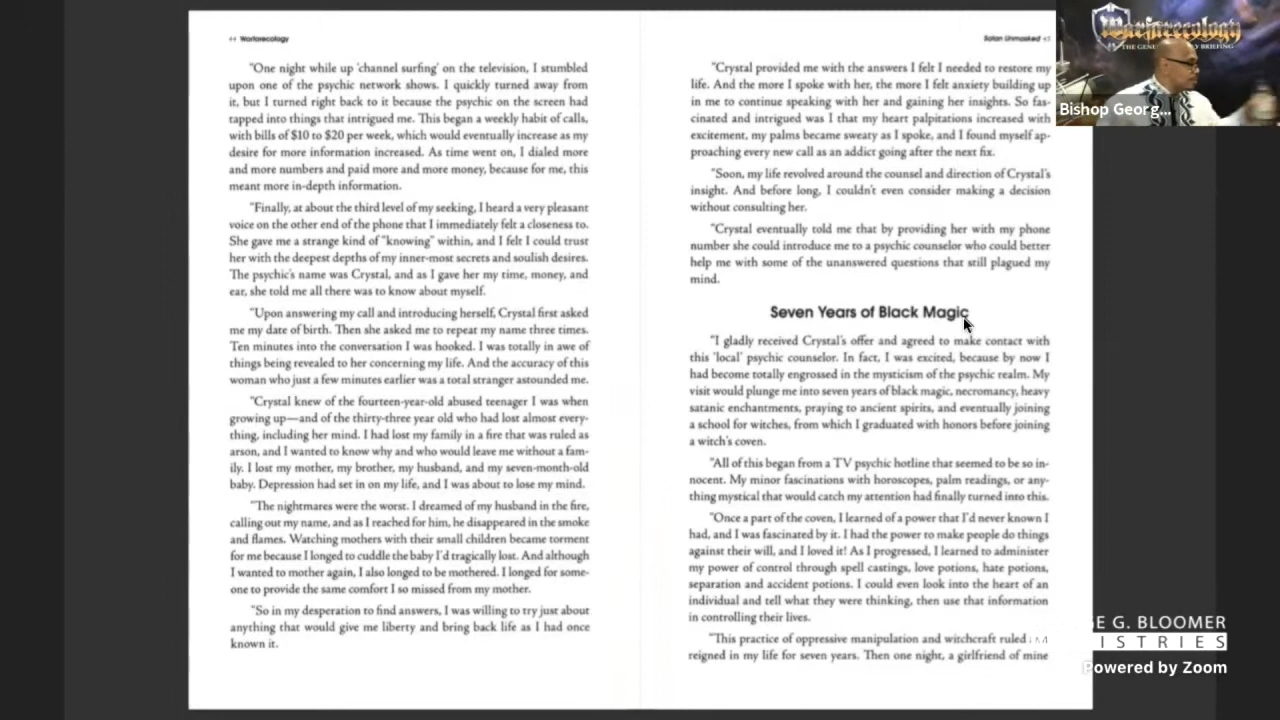 44 Warfarecology
"One night while up 'channel surfing' on the television, I stumbled
upon one of the psychic network shows. I quickly turned away from
it, but I turned right back to it because the psychic on the screen had
tapped into things that intrigued me. This began a weekly habit of calls,
with bills of $10 to $20 per week, which would eventually increase as my
desire for more information increased. As time went on, I dialed more
and more numbers and paid more and more money, because for me, this
meant more in-depth information.
"Finally, at about the third level of my seeking, I heard a very pleasant
voice on the other end of the phone that I immediately felt a closeness to.
She gave me a strange kind of "knowing" within, and I felt I could trust
her with the deepest depths of my inner-most secrets and soulish desires.
The psychic's name was Crystal, and as I gave her my time, money, and
ear, she told me all there was to know about myself.
"Upon answering my call and introducing herself, Crystal first asked
me my date of birth. Then she asked me to repeat my name three times.
Ten minutes into the conversation I was hooked. I was totally in awe of
things being revealed to her concerning my life. And the accuracy of this
woman who just a few minutes earlier was a total stranger astounded me.
"Crystal knew of the fourteen-year-old abused teenager I was when
growing up—and of the thirty-three year old who had lost almost every-
thing, including her mind. I had lost my family in a fire that was ruled as
arson, and I wanted to know why and who would leave me without a fam-
ily. I lost my mother, my brother, my husband, and my seven-month-old
baby. Depression had set in on my life, and I was about to lose my mind.
"The nightmares were the worst. I dreamed of my husband in the fire,
calling out my name, and as I reached for him, he disappeared in the smoke
and flames. Watching mothers with their small children became torment
for me because I longed to cuddle the baby I'd tragically lost. And although
I wanted to mother again, I also longed to be mothered. I longed for some-
one to provide the same comfort I so missed from my mother.
"So in my desperation to find answers, I was willing to try just about
anything that would give me liberty and bring back life as I had once
known it.
Satan Unmasked 45
"Crystal provided me with the answers I felt I needed to restore my
life. And the more I spoke with her, the more I felt anxiety building up
in me to continue speaking with her and gaining her insights. So fas-
cinated and intrigued was I that my heart palpitations increased with
excitement, my palms became sweaty as I spoke, and I found myself ap-
proaching every new call as an addict going after the next fix.
"Soon, my life revolved around the counsel and direction of Crystal's
insight. And before long, I couldn't even consider making a decision
without consulting her.
"Crystal eventually told me that by providing her with my phone
number she could introduce me to a psychic counselor who could better
help me with some of the unanswered questions that still plagued my
mind.
Seven Years of Black Magic
"I gladly received Crystal's offer and agreed to make contact with
this 'local' psychic counselor. In fact, I was excited, because by now I
had become totally engrossed in the mysticism of the psychic realm. My
visit would plunge me into seven years of black magic, necromancy, heavy
satanic enchantments, praying to ancient spirits, and eventually joining
a school for witches, from which I graduated with honors before joining
a witch's coven.
"All of this began from a TV psychic hotline that seemed to be so in-
nocent. My minor fascinations with horoscopes, palm readings, or any-
thing mystical that would catch my attention had finally turned into this.
"Once a part of the coven, I learned of a power that I'd never known I
had, and I was fascinated by it. I had the power to make people do things
against their will, and I loved it! As I progressed, I learned to administer
my power of control through spell castings, love potions, hate potions,
separation and accident potions. I could even look into the heart of an
individual and tell what they were thinking, then use that information
in controlling their lives.
"This practice of oppressive manipulation and witchcraft ruled
reigned in my life for seven years. Then one night, a girlfriend of mine
Warfarecology
Bishop Georg...
E G. BLOOMER
ISTRIES
Powered by Zoom